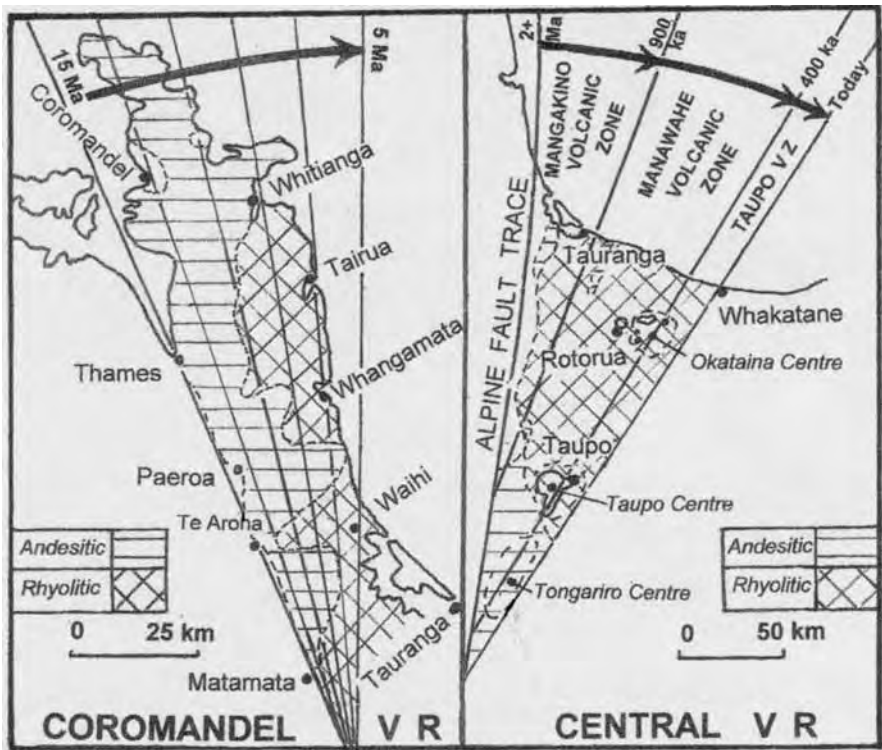 15 Ma
5 Ma
Coromandel
Whitianga
Tairua
Thames
Whangamata
Paeroa
Waihi
Te Aroha
Andesitic
Rhyolitic
0 25 km
Tauranga
Matamata
COROMANDEL V R
2+ Ma
900 ka
400 ka
Today
MANGAKINO
VOLCANIC
ZONE
MANAWAHE
VOLCANIC
ZONE
TAUPO V Z
ALPINE FAULT TRACE
Tauranga
Whakatane
Rotorua
Okataina Centre
Taupo
Taupo Centre
Andesitic
Rhyolitic
Tongariro Centre
0 50 km
CENTRAL V R